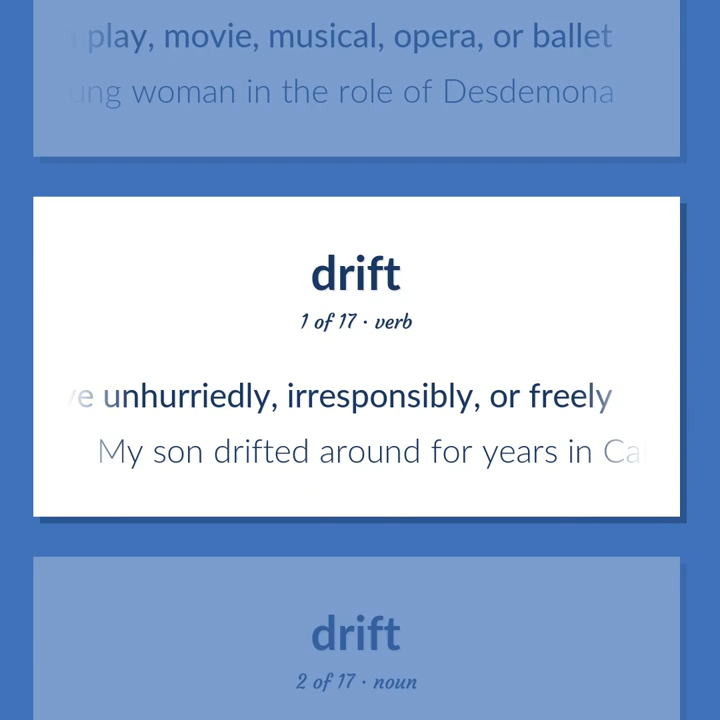 play, movie, musical, opera, or ballet
woman in the role of Desdemona
drift
1 of 17 · verb
unhurriedly, irresponsibly, or freely
My son drifted around for years in
drift
2 of 17 · noun